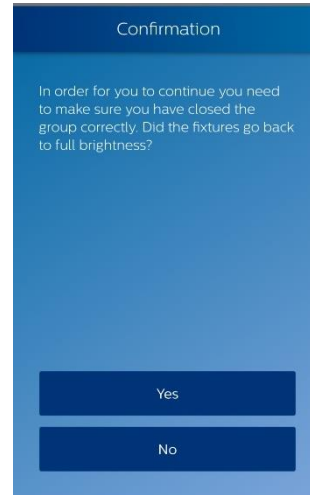 Confirmation
In order for you to continue you need
to make sure you have closed the
group correctly. Did the fixtures go back
to full brightness?
Yes
No